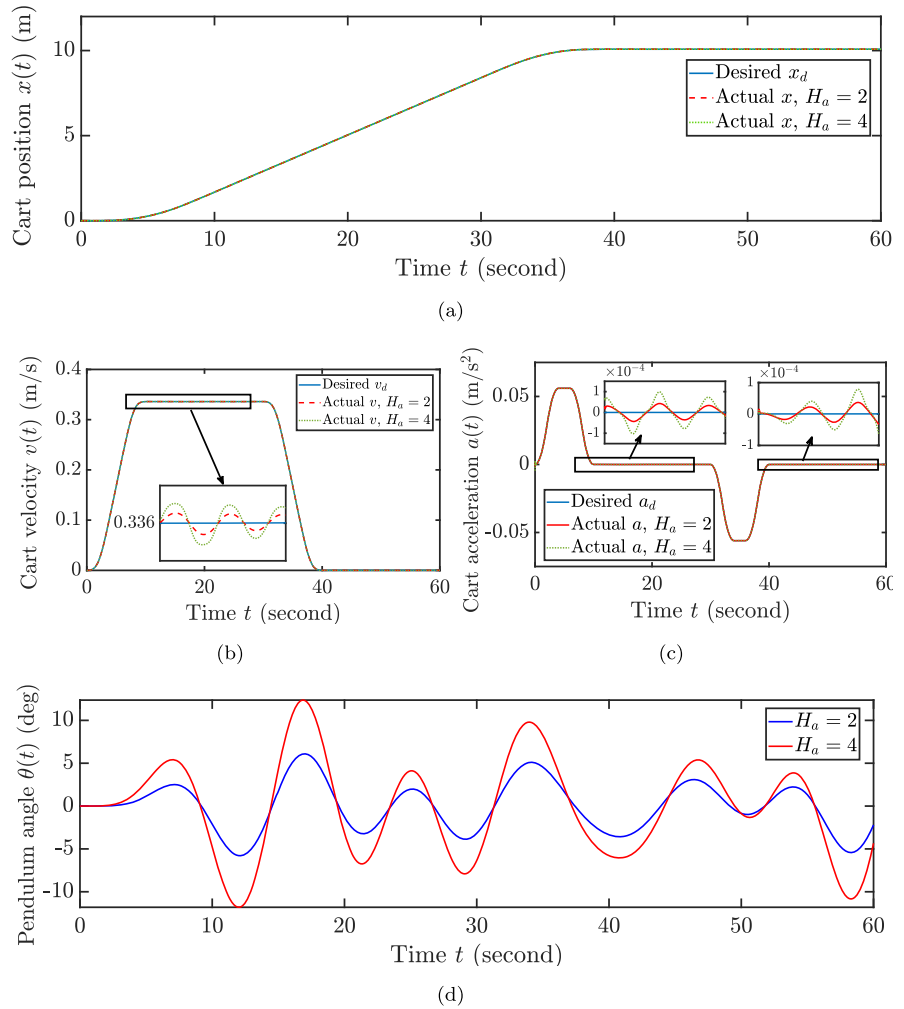 Cart position x(t) (m)
10
5
0
Desired x_d
Actual x, H_a = 2
Actual x, H_a = 4
0 10 20 30 40 50 60
Time t (second)
(a)
Cart velocity v(t) (m/s)
0.4
0.3
0.2
0.1
0
Desired v_d
Actual v, H_a = 2
Actual v, H_a = 4
0.336
0 20 40 60
Time t (second)
(b)
Cart acceleration a(t) (m/s²)
0.05
0
-0.05
×10⁻⁴
1
0
-1
×10⁻⁴
1
0
-1
Desired a_d
Actual a, H_a = 2
Actual a, H_a = 4
0 20 40 60
Time t (second)
(c)
Pendulum angle θ(t) (deg)
10
5
0
-5
-10
H_a = 2
H_a = 4
0 10 20 30 40 50 60
Time t (second)
(d)